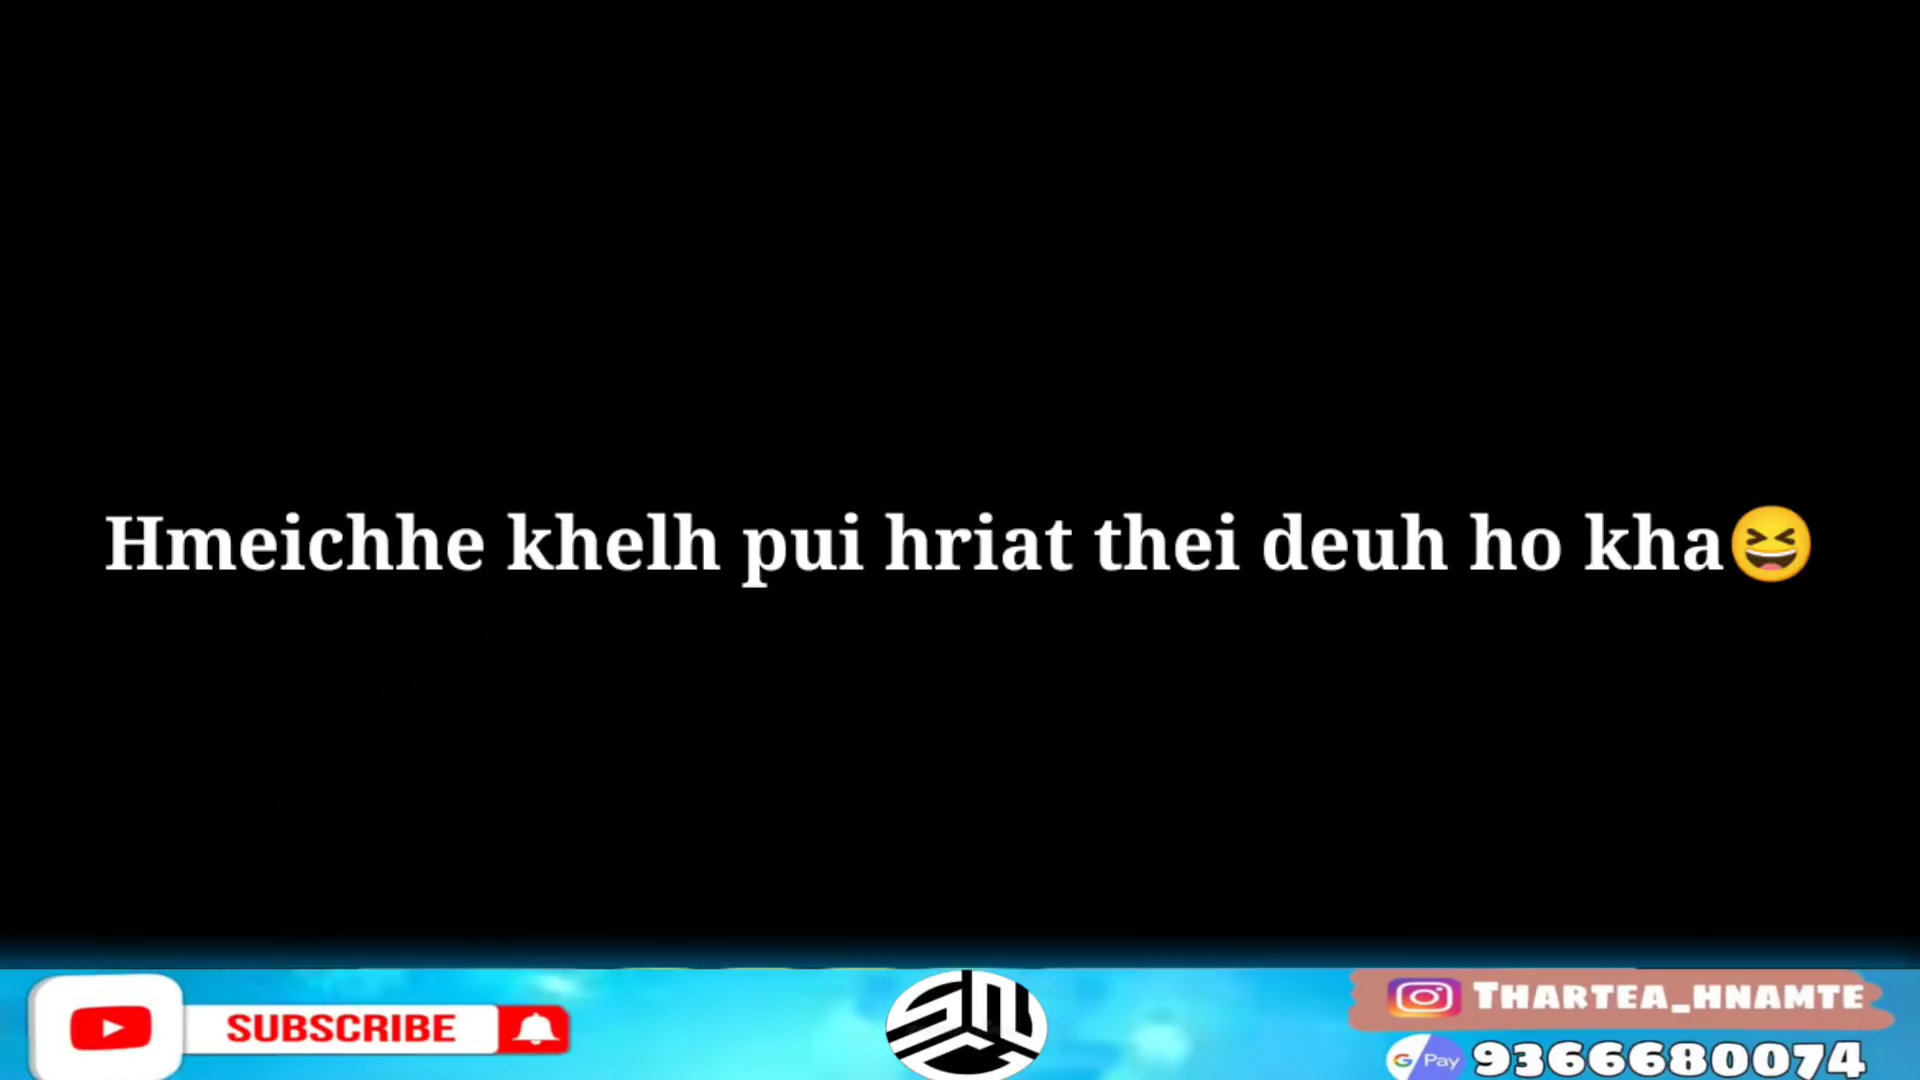 Hmeichhe khelh pui hriat thei deuh ho kha😆
SUBSCRIBE
THARTEA_HNAMTE
G Pay 9366680074